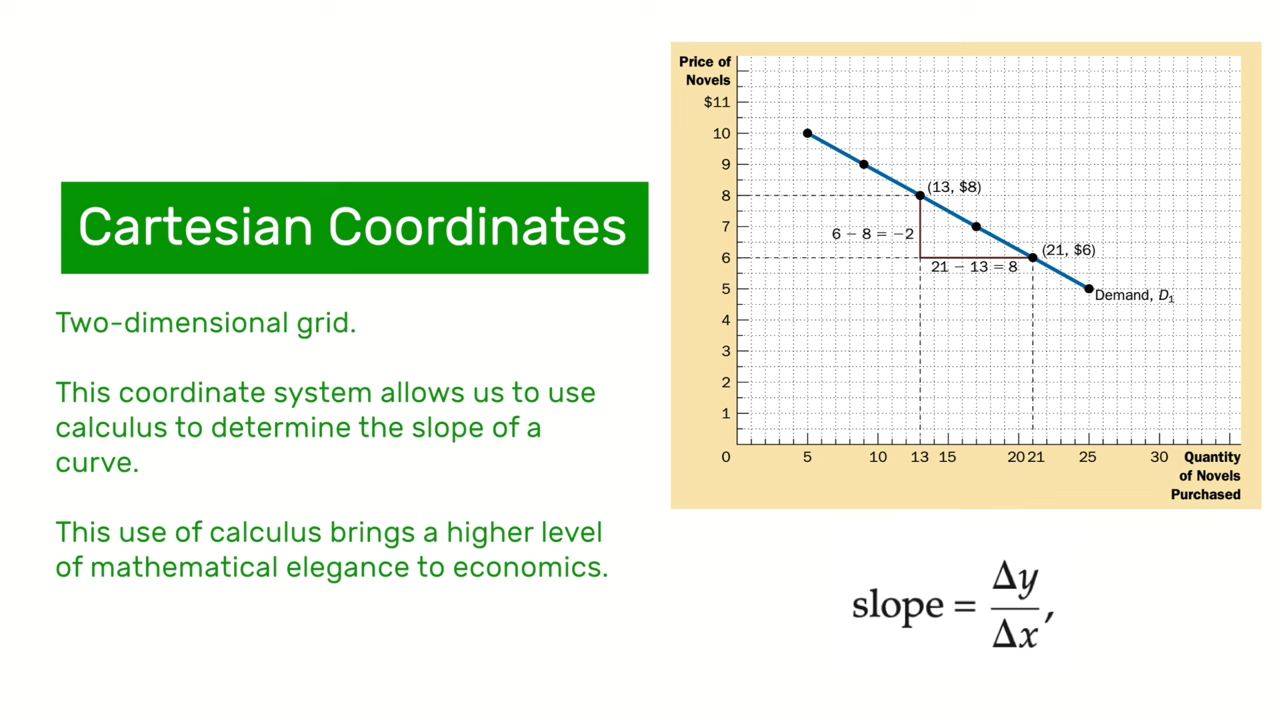 Cartesian Coordinates
Two-dimensional grid.
This coordinate system allows us to use
calculus to determine the slope of a
curve.
This use of calculus brings a higher level
of mathematical elegance to economics.
Price of
Novels
$11
10
9
8
7
6
5
4
3
2
1
(13, $8)
6 − 8 = −2
(21, $6)
21 − 13 = 8
Demand, D₁
0 5 10 13 15 20 21 25 30
Quantity
of Novels
Purchased
slope = Δy/Δx,